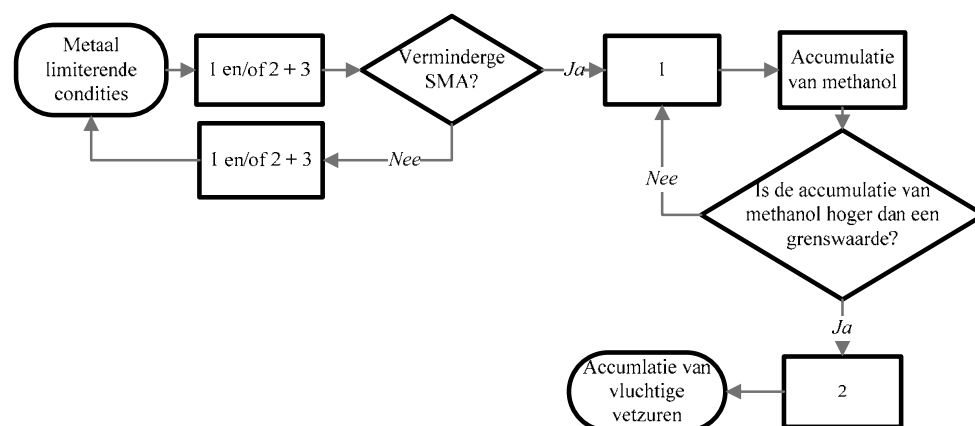 Metaal
limiterende
condities
1 en/of 2 + 3
Verminderge
SMA?
Ja
1
Accumulatie
van methanol
1 en/of 2 + 3
Nee
Nee
Is de accumulatie van
methanol hoger dan een
grenswaarde?
Ja
2
Accumlatie van
vluchtige
vetzuren